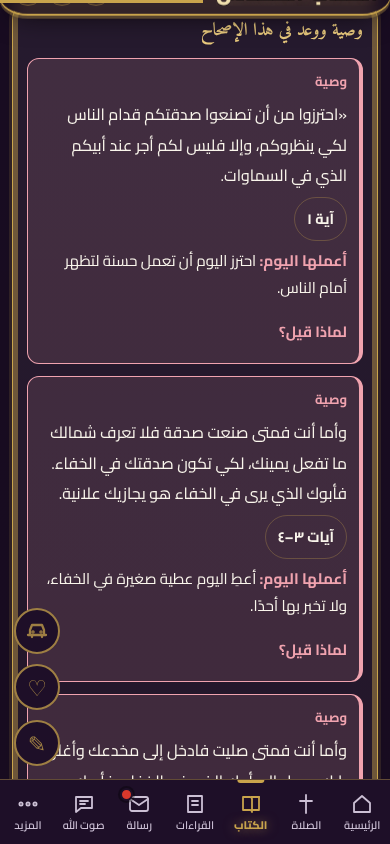 وصية ووعد في هذا الإصحاح
وصية
«احترزوا من أن تصنعوا صدقتكم قدام الناس
لكي ينظروكم، وإلا فليس لكم أجر عند أبيكم
الذي في السماوات.
آية ١
أعملها اليوم: احترز اليوم أن تعمل حسنة لتظهر
أمام الناس.
لماذا قيل؟
وصية
وأما أنت فمتى صنعت صدقة فلا تعرف شمالك
ما تفعل يمينك، لكي تكون صدقتك في الخفاء.
فأبوك الذي يرى في الخفاء هو يجازيك علانية.
آيات ٣–٤
أعملها اليوم: أعطِ اليوم عطية صغيرة في الخفاء،
ولا تخبر بها أحدًا.
لماذا قيل؟
وصية
وأما أنت فمتى صليت فادخل إلى مخدعك
الرئيسية
الصلاة
الكتاب
القراءات
رسالة
صوت الله
المزيد